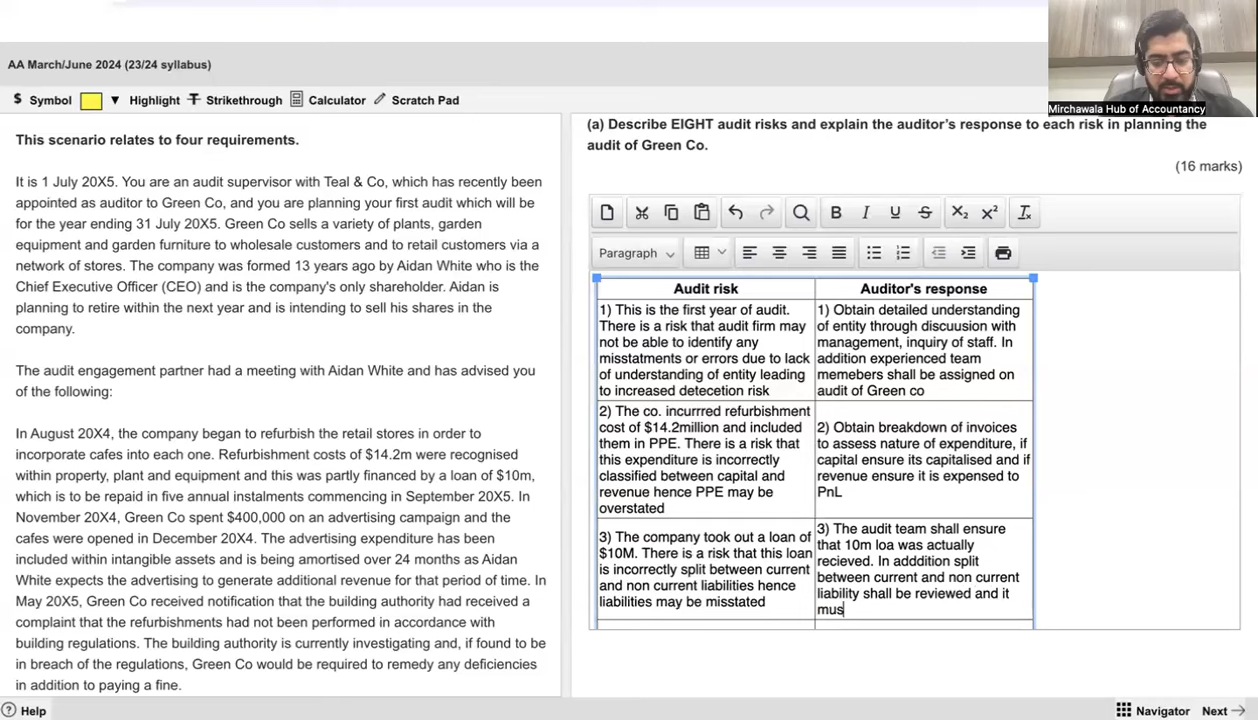 AA March/June 2024 (23/24 syllabus)
Mirchawala Hub of Accountancy
$ Symbol Highlight Strikethrough Calculator Scratch Pad
This scenario relates to four requirements.
It is 1 July 20X5. You are an audit supervisor with Teal & Co, which has recently been
appointed as auditor to Green Co, and you are planning your first audit which will be
for the year ending 31 July 20X5. Green Co sells a variety of plants, garden
equipment and garden furniture to wholesale customers and to retail customers via a
network of stores. The company was formed 13 years ago by Aidan White who is the
Chief Executive Officer (CEO) and is the company's only shareholder. Aidan is
planning to retire within the next year and is intending to sell his shares in the
company.
The audit engagement partner had a meeting with Aidan White and has advised you
of the following:
In August 20X4, the company began to refurbish the retail stores in order to
incorporate cafes into each one. Refurbishment costs of $14.2m were recognised
within property, plant and equipment and this was partly financed by a loan of $10m,
which is to be repaid in five annual instalments commencing in September 20X5. In
November 20X4, Green Co spent $400,000 on an advertising campaign and the
cafes were opened in December 20X4. The advertising expenditure has been
included within intangible assets and is being amortised over 24 months as Aidan
White expects the advertising to generate additional revenue for that period of time. In
May 20X5, Green Co received notification that the building authority had received a
complaint that the refurbishments had not been performed in accordance with
building regulations. The building authority is currently investigating and, if found to be
in breach of the regulations, Green Co would be required to remedy any deficiencies
in addition to paying a fine.
(a) Describe EIGHT audit risks and explain the auditor's response to each risk in planning the
audit of Green Co.
(16 marks)
B I U S X₂ X² Tx
Paragraph
Audit risk
1) This is the first year of audit.
There is a risk that audit firm may
not be able to identify any
misstatments or errors due to lack
of understanding of entity leading
to increased detecetion risk
2) The co. incurrred refurbishment
cost of $14.2million and included
them in PPE. There is a risk that
this expenditure is incorrectly
classified between capital and
revenue hence PPE may be
overstated
3) The company took out a loan of
$10M. There is a risk that this loan
is incorrectly split between current
and non current liabilities hence
liabilities may be misstated
Auditor's response
1) Obtain detailed understanding
of entity through discuusion with
management, inquiry of staff. In
addition experienced team
memebers shall be assigned on
audit of Green co
2) Obtain breakdown of invoices
to assess nature of expenditure, if
capital ensure its capitalised and if
revenue ensure it is expensed to
PnL
3) The audit team shall ensure
that 10m loa was actually
recieved. In adddition split
between current and non current
liability shall be reviewed and it
mus
Help
Navigator Next